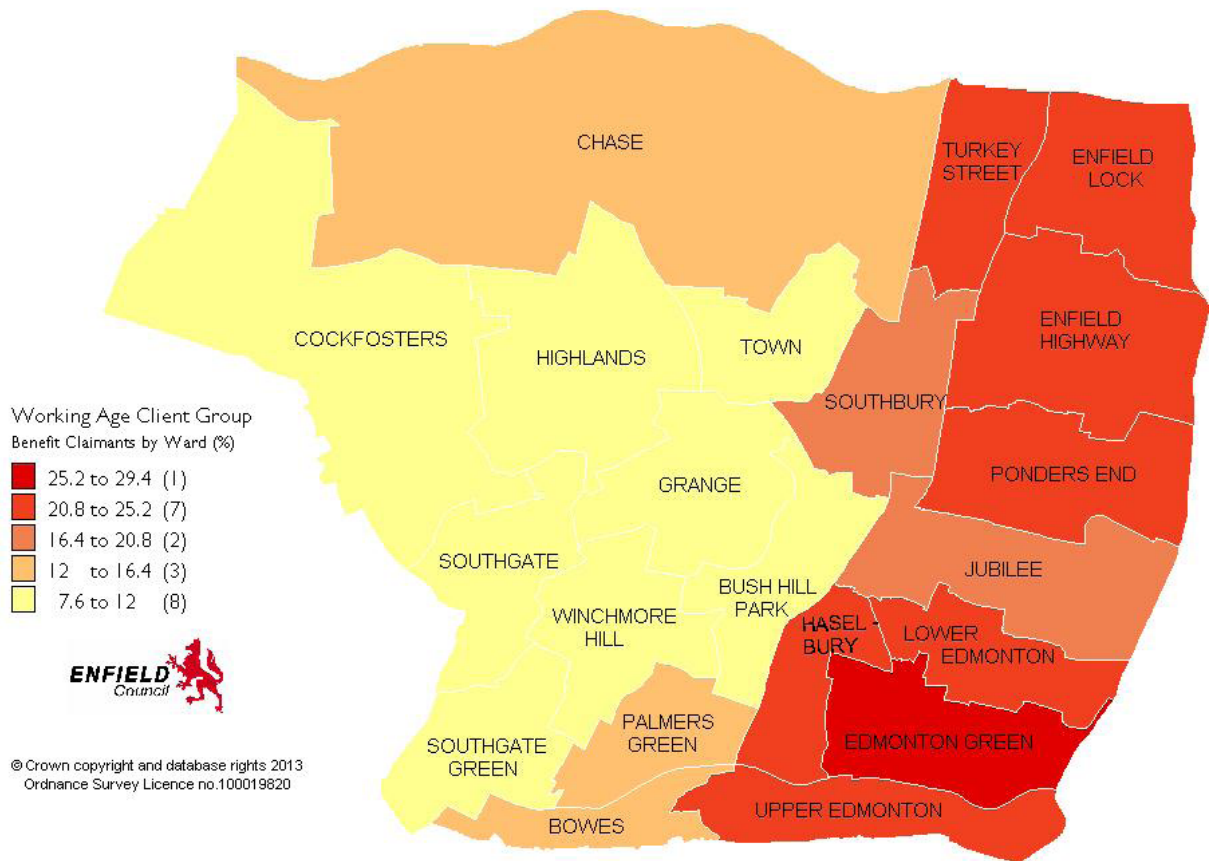 CHASE
TURKEY
STREET
ENFIELD
LOCK
COCKFOSTERS
HIGHLANDS
TOWN
ENFIELD
HIGHWAY
SOUTHBURY
Working Age Client Group
Benefit Claimants by Ward (%)
25.2 to 29.4 (1)
20.8 to 25.2 (7)
16.4 to 20.8 (2)
12 to 16.4 (3)
7.6 to 12 (8)
GRANGE
PONDERS END
SOUTHGATE
JUBILEE
WINCHMORE
HILL
BUSH HILL
PARK
HASEL -
BURY
LOWER
EDMONTON
ENFIELD
Council
PALMERS
GREEN
EDMONTON GREEN
SOUTHGATE
GREEN
© Crown copyright and database rights 2013
Ordnance Survey Licence no.100019820
BOWES
UPPER EDMONTON